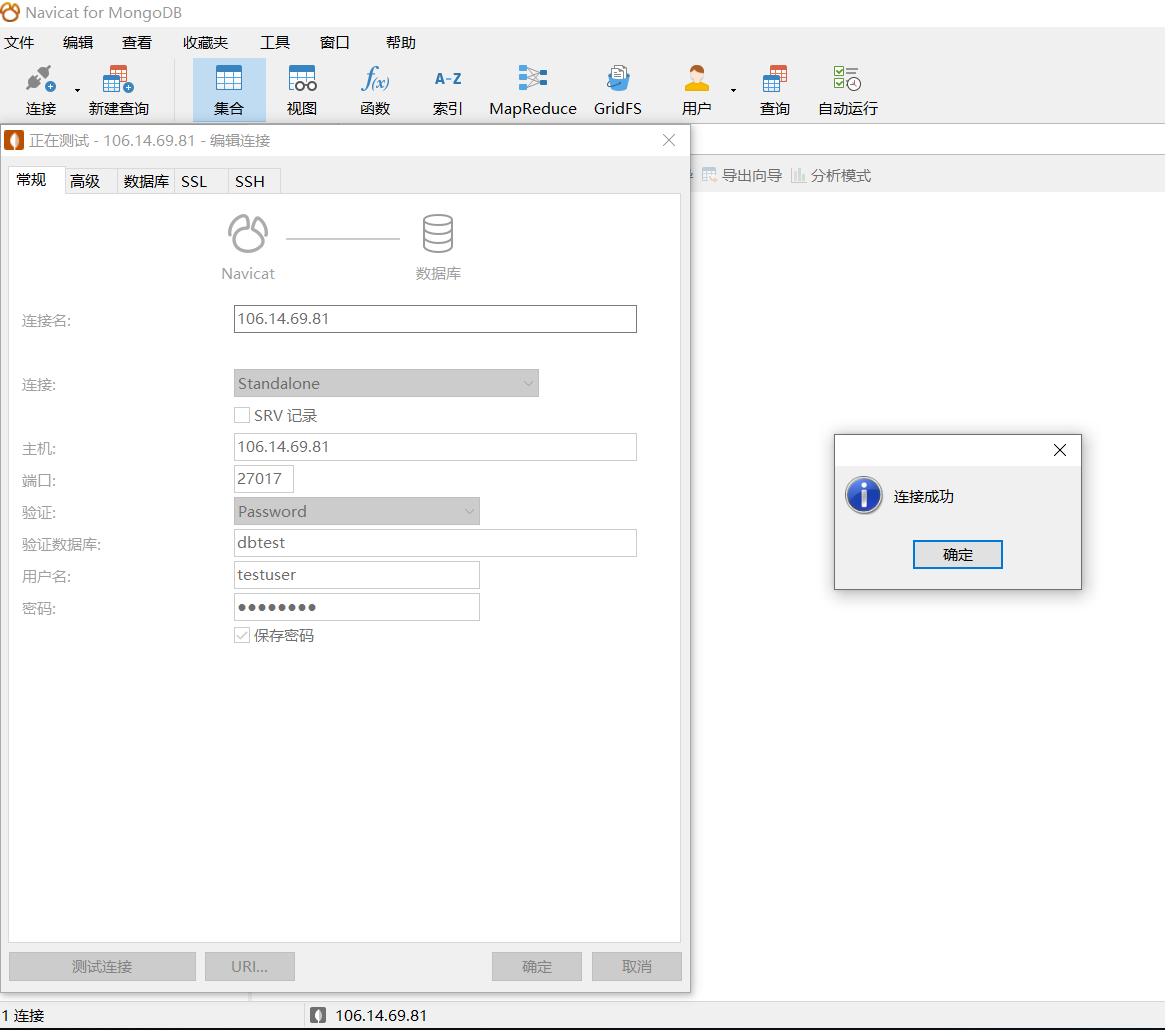 Navicat for MongoDB
文件 编辑 查看 收藏夹 工具 窗口 帮助
连接 新建查询 集合 视图 函数 索引 MapReduce GridFS 用户 查询 自动运行
f(x)
A-Z
正在测试 - 106.14.69.81 - 编辑连接
导出向导 分析模式
常规 高级 数据库 SSL SSH
Navicat 数据库
连接名: 106.14.69.81
连接: Standalone
SRV 记录
主机: 106.14.69.81
端口: 27017
验证: Password
验证数据库: dbtest
用户名: testuser
密码: ●●●●●●●●
保存密码
连接成功
确定
测试连接 URI... 确定 取消
1 连接 106.14.69.81